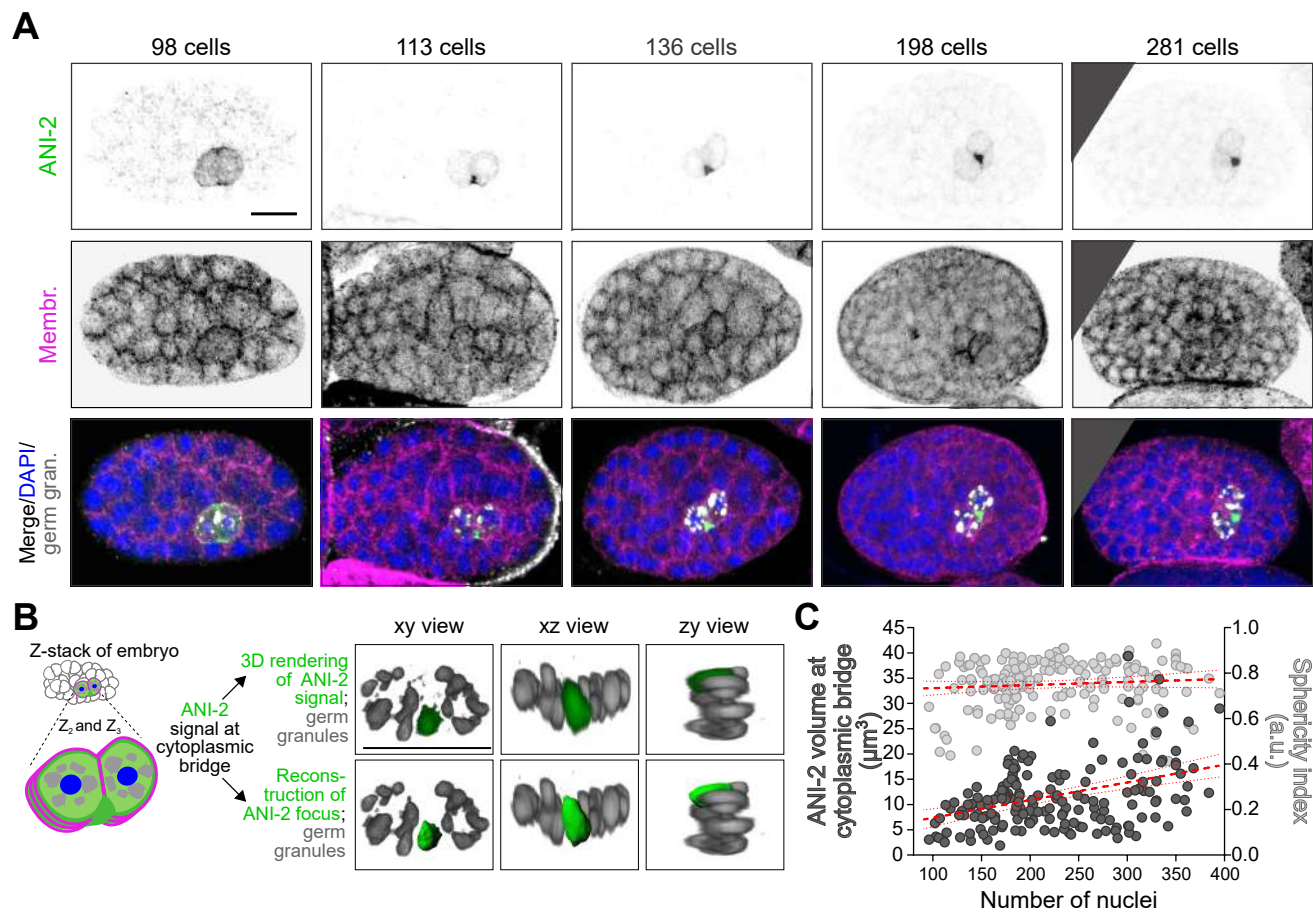 A
98 cells
113 cells
136 cells
198 cells
281 cells
ANI-2
Membr.
Merge/DAPI/
germ gran.
B
Z-stack of embryo
Z2 and Z3
ANI-2
signal at
cytoplasmic
bridge
3D rendering
of ANI-2
signal;
germ
granules
Recons-
truction of
ANI-2 focus;
germ
granules
xy view
xz view
zy view
C
ANI-2 volume at
cytoplasmic bridge
(µm³)
45
40
35
30
25
20
15
10
5
0
1.0
0.8
0.6
0.4
0.2
0.0
Sphericity index
(a.u.)
100
150
200
250
300
350
400
Number of nuclei